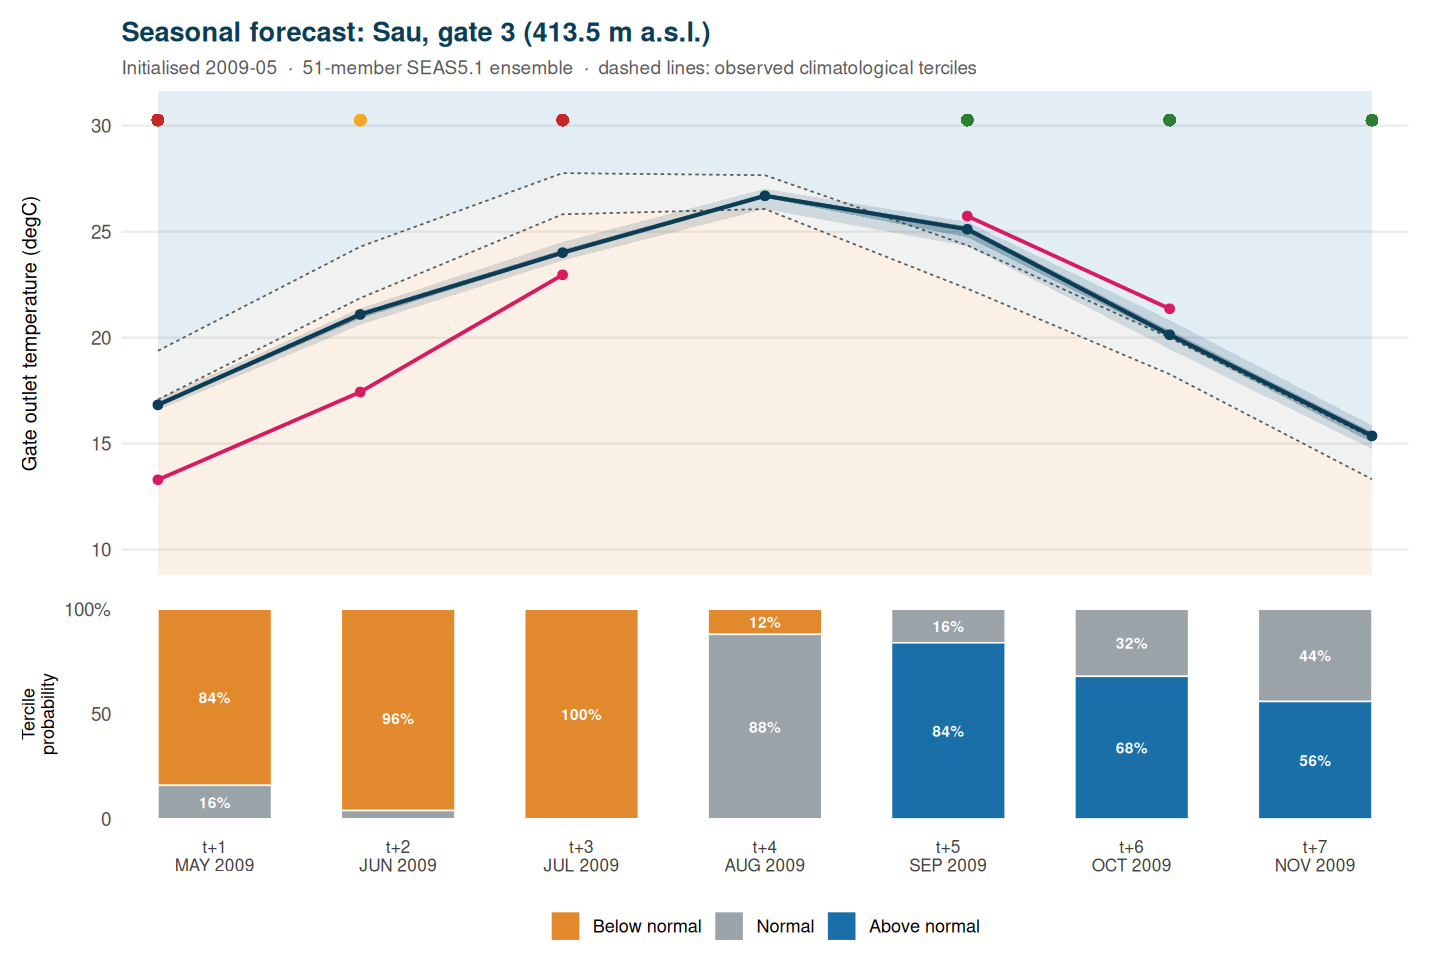 Seasonal forecast: Sau, gate 3 (413.5 m a.s.l.)
Initialised 2009-05 · 51-member SEAS5.1 ensemble · dashed lines: observed climatological terciles
Gate outlet temperature (degC)
30
25
20
15
10
Tercile
probability
100%
50
0
84%
16%
96%
100%
12%
88%
16%
84%
32%
68%
44%
56%
t+1
MAY 2009
t+2
JUN 2009
t+3
JUL 2009
t+4
AUG 2009
t+5
SEP 2009
t+6
OCT 2009
t+7
NOV 2009
Below normal
Normal
Above normal